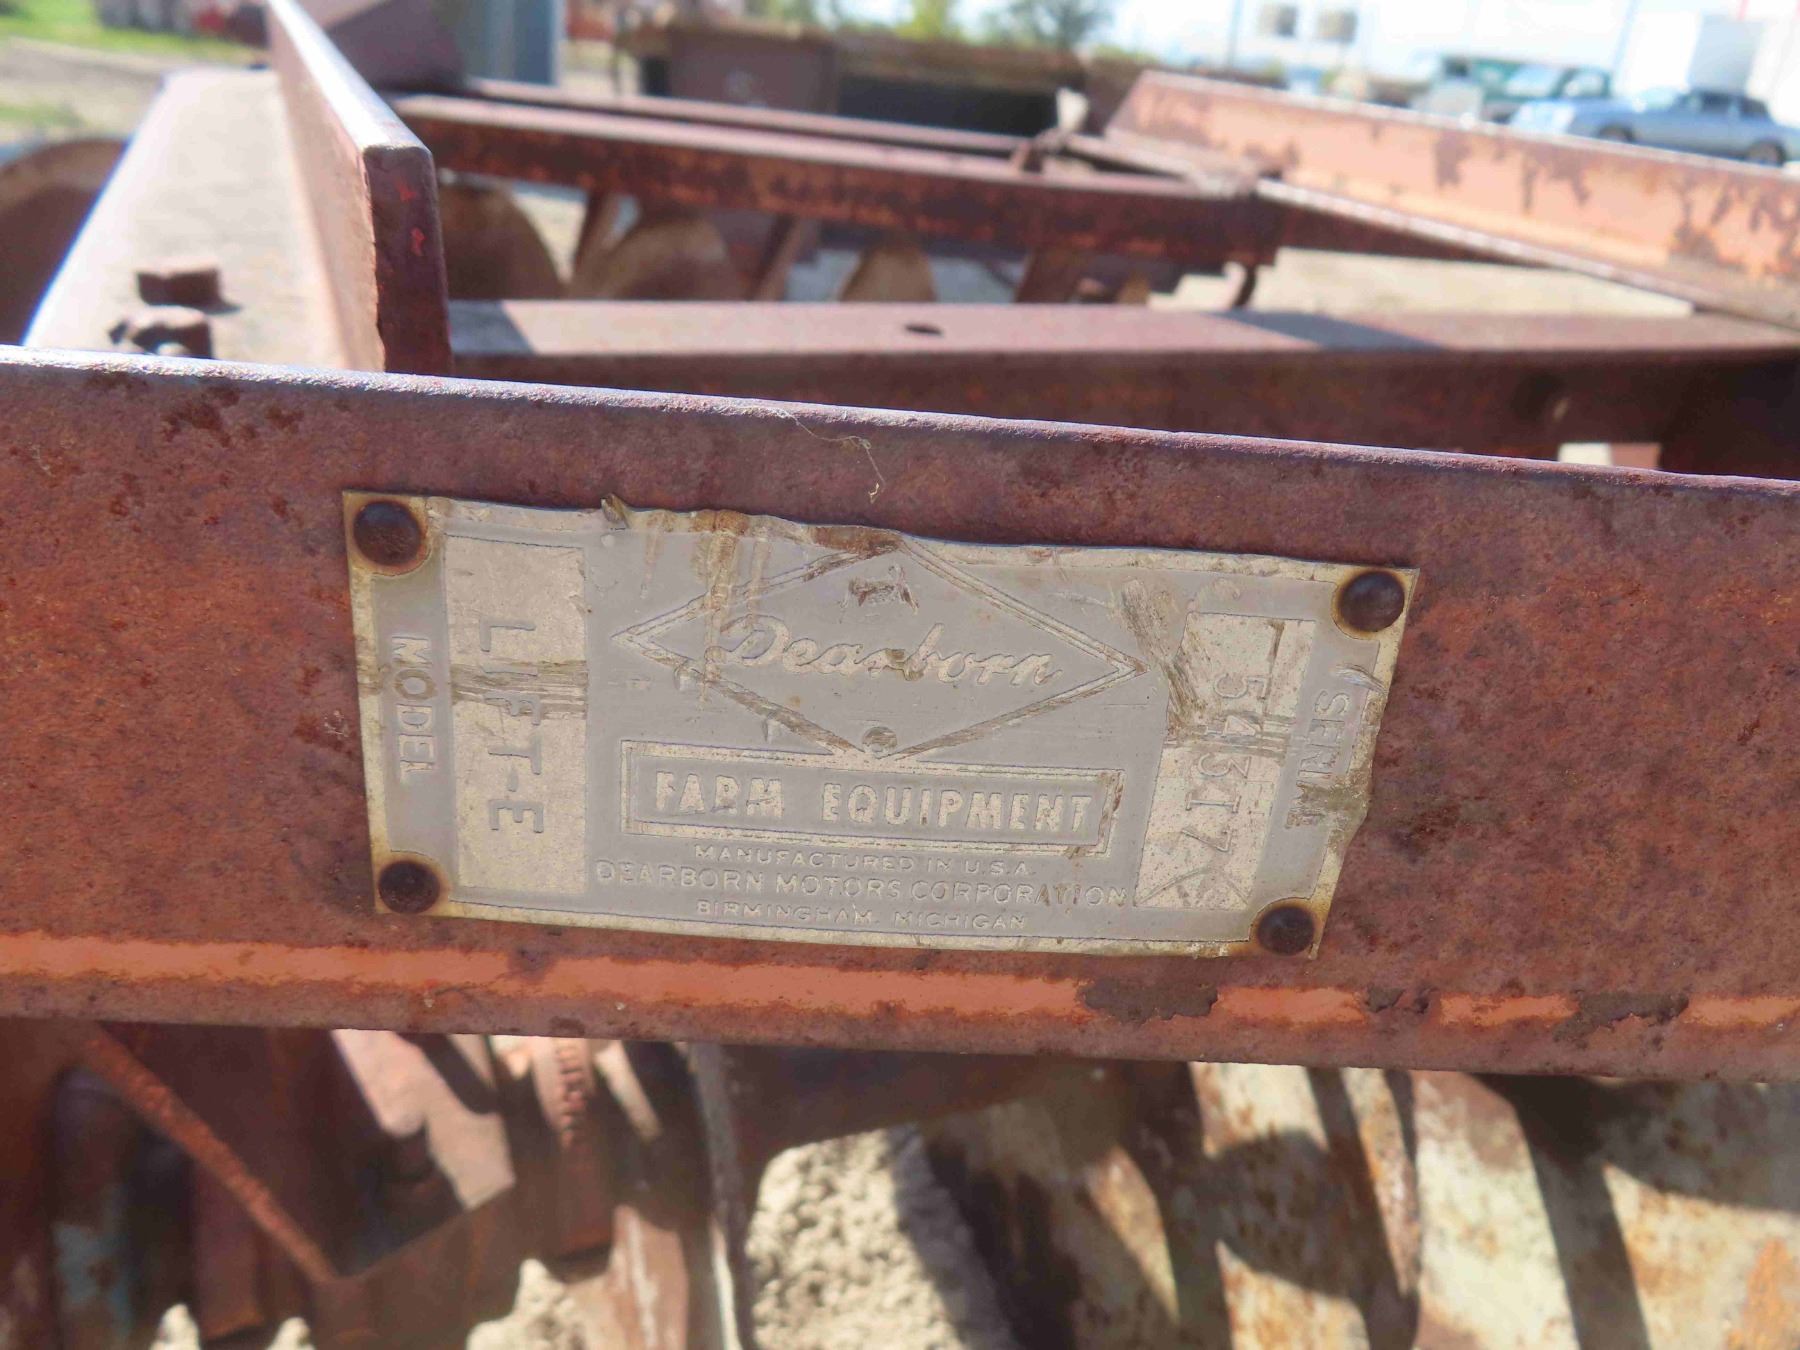 MODEL
LIFT-E
Dearborn
FARM EQUIPMENT
MANUFACTURED IN U.S.A.
DEARBORN MOTORS CORPORATION
BIRMINGHAM, MICHIGAN
54317
SERIAL